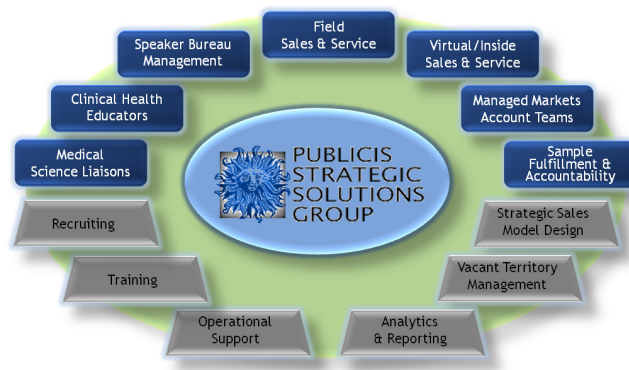 Field
Sales & Service
Speaker Bureau
Management
Virtual/Inside
Sales & Service
Clinical Health
Educators
Managed Markets
Account Teams
Medical
Science Liaisons
PUBLICIS
STRATEGIC
SOLUTIONS
GROUP
Sample
Fulfillment &
Accountability
Recruiting
Strategic Sales
Model Design
Training
Vacant Territory
Management
Operational
Support
Analytics
& Reporting